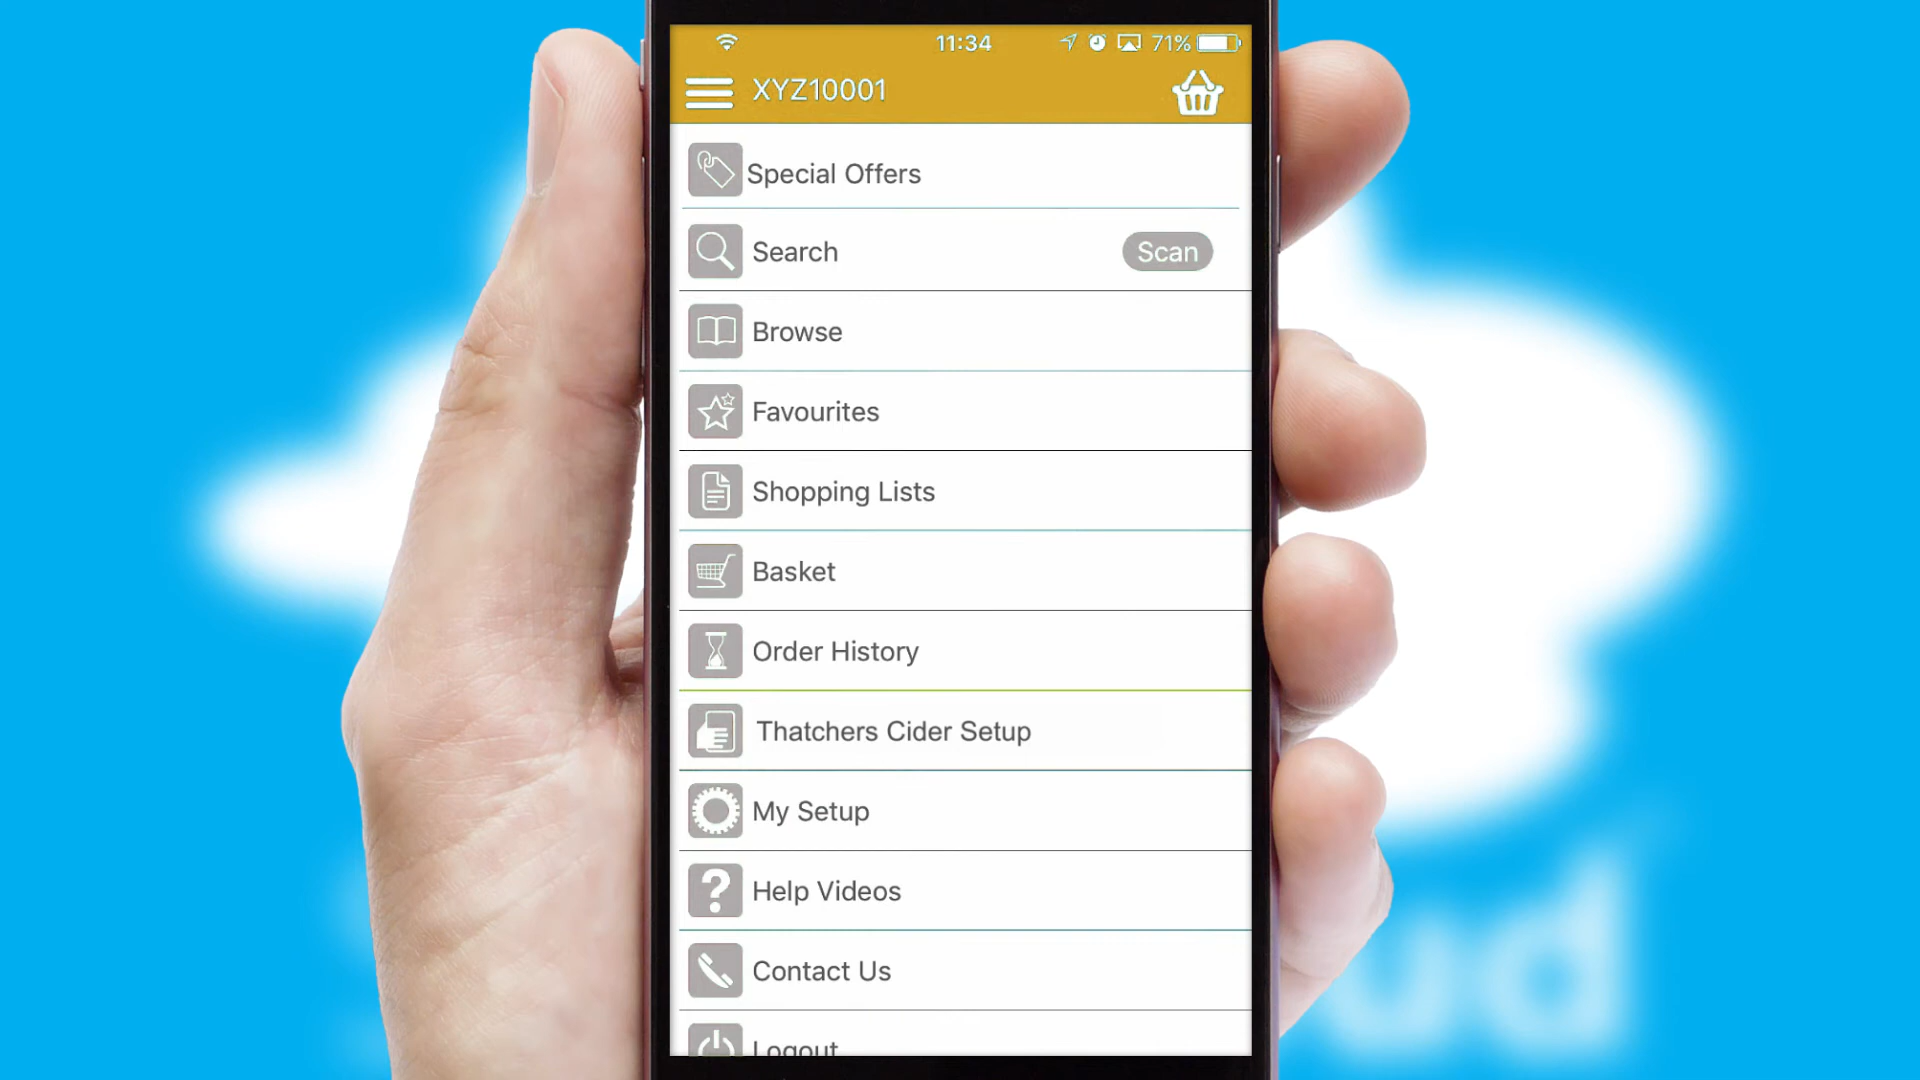 11:34 71%
XYZ10001
Special Offers
Search Scan
Browse
Favourites
Shopping Lists
Basket
Order History
Thatchers Cider Setup
My Setup
Help Videos
Contact Us
Logout
ud